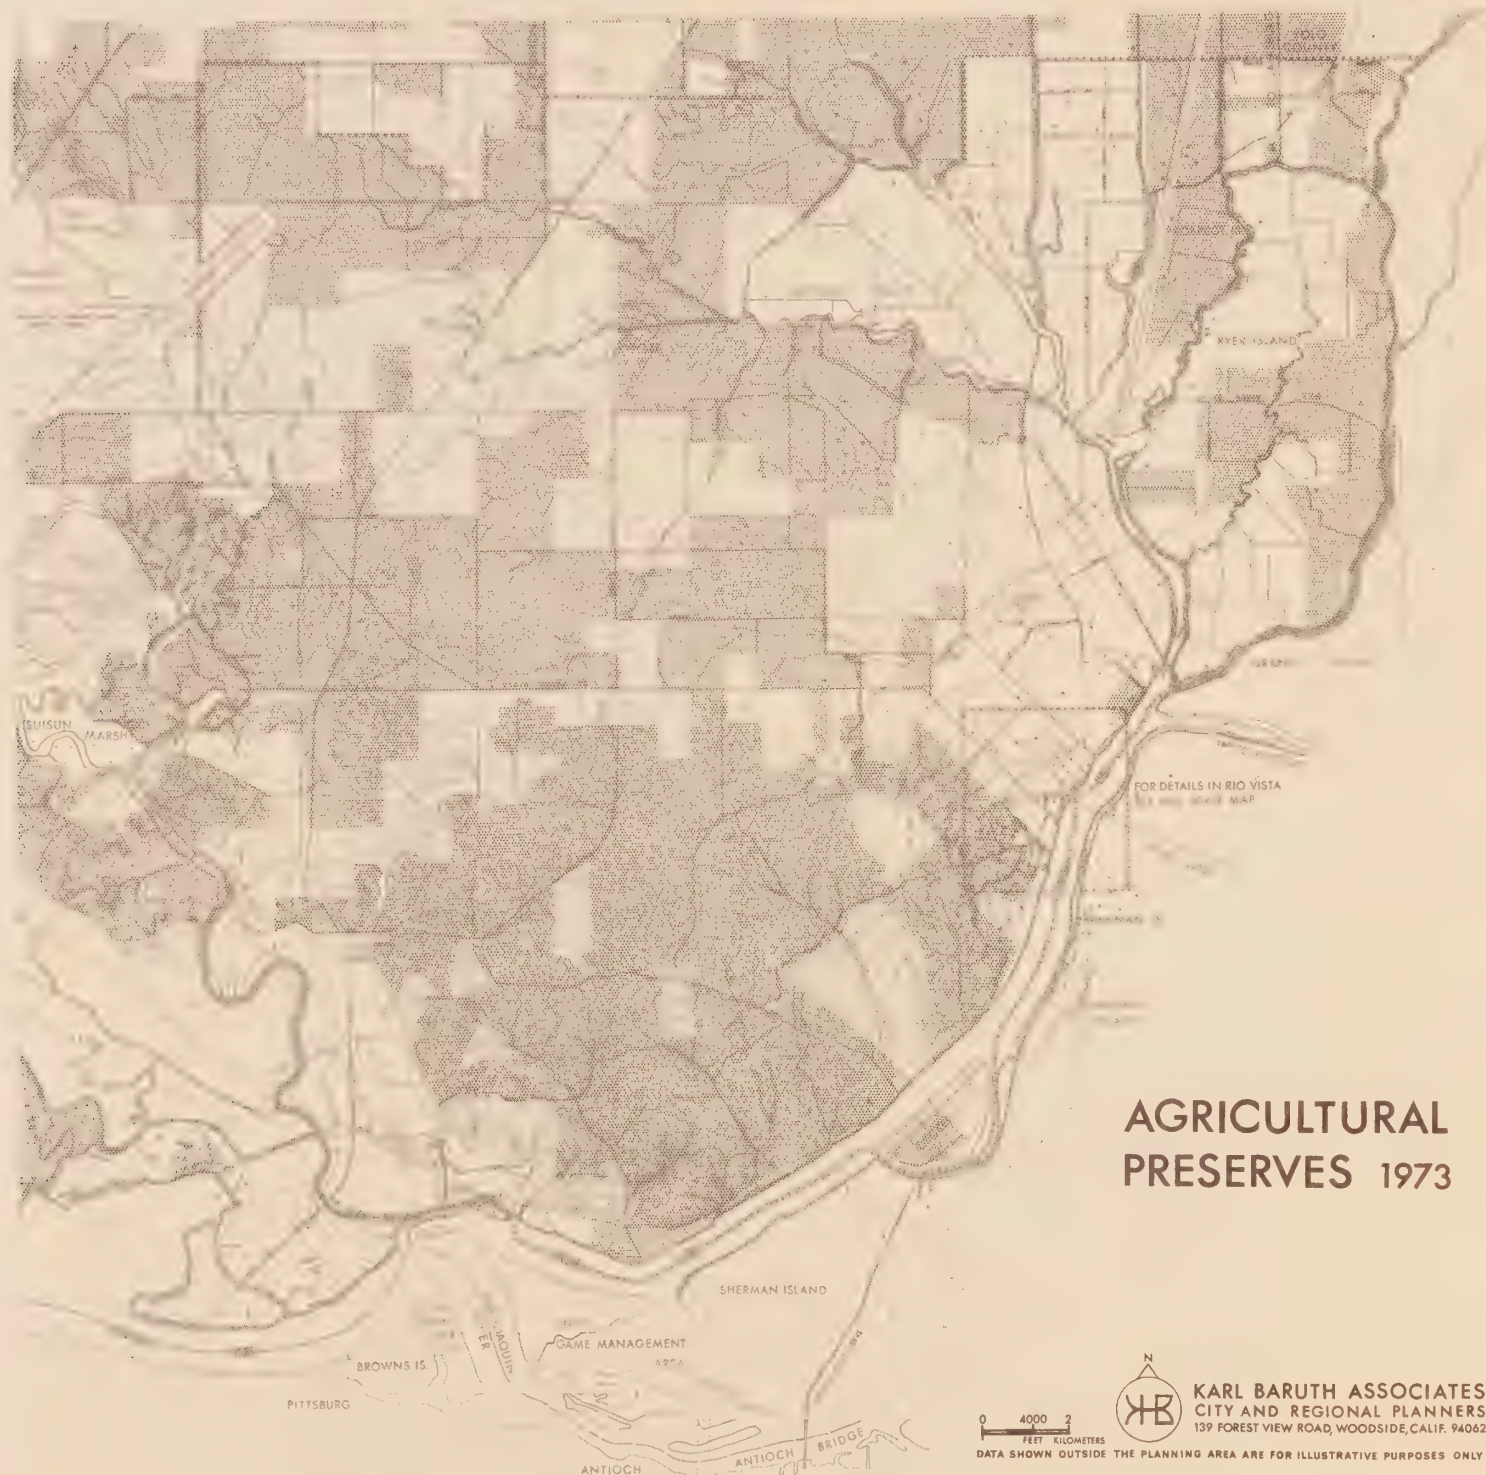 RYER ISLAND
SUISUN
MARSH
FOR DETAILS IN RIO VISTA
MAP
AGRICULTURAL
PRESERVES 1973
SHERMAN ISLAND
GAME MANAGEMENT
BROWNS IS.
PITTSBURG
ANTIOCH BRIDGE
ANTIOCH
N
KHB
KARL BARUTH ASSOCIATES
CITY AND REGIONAL PLANNERS
139 FOREST VIEW ROAD, WOODSIDE, CALIF. 94062
0 4000 2
FEET KILOMETERS
DATA SHOWN OUTSIDE THE PLANNING AREA ARE FOR ILLUSTRATIVE PURPOSES ONLY